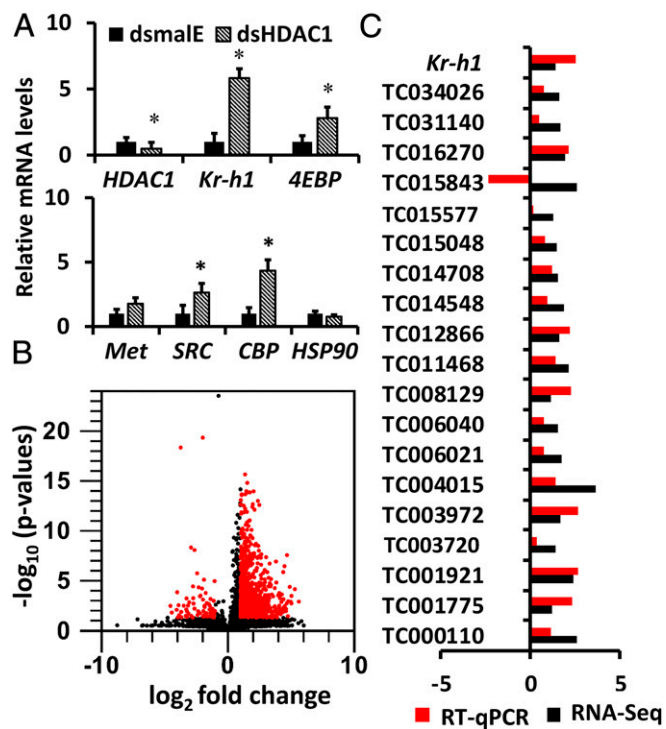 A
dsmalE dsHDAC1
Relative mRNA levels
10
5
0
* * *
HDAC1 Kr-h1 4EBP
10
5
0
* *
Met SRC CBP HSP90
B
-log10 (p-values)
20
15
10
5
0
-10 0 10
log2 fold change
C
Kr-h1
TC034026
TC031140
TC016270
TC015843
TC015577
TC015048
TC014708
TC014548
TC012866
TC011468
TC008129
TC006040
TC006021
TC004015
TC003972
TC003720
TC001921
TC001775
TC000110
-5 0 5
RT-qPCR RNA-Seq